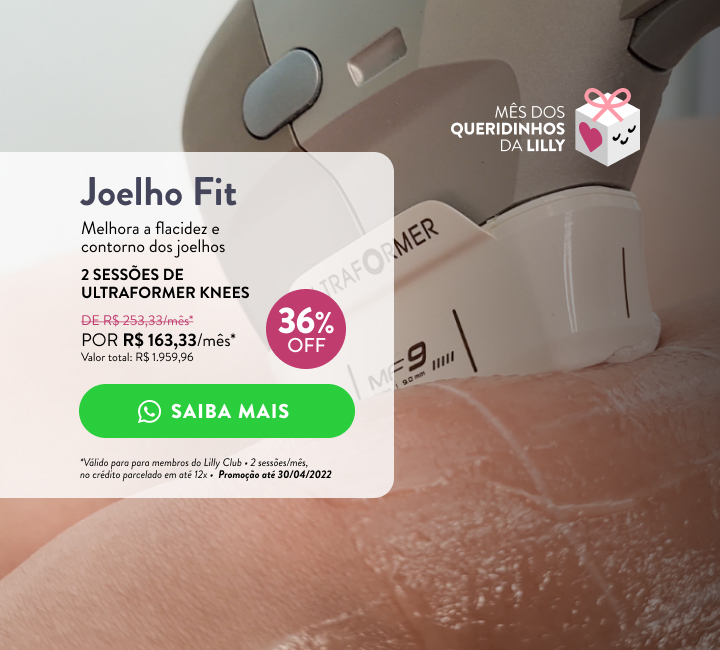 MÊS DOS
QUERIDINHOS
DA LILLY
Joelho Fit
Melhora a flacidez e
contorno dos joelhos
2 SESSÕES DE
ULTRAFORMER KNEES
DE R$ 253,33/mês*
POR R$ 163,33/mês*
Valor total: R$ 1.959,96
36%
OFF
SAIBA MAIS
*Válido para para membros do Lilly Club • 2 sessões/mês,
no crédito parcelado em até 12x • Promoção até 30/04/2022
ULTRAFORMER
MF9
9.0 mm